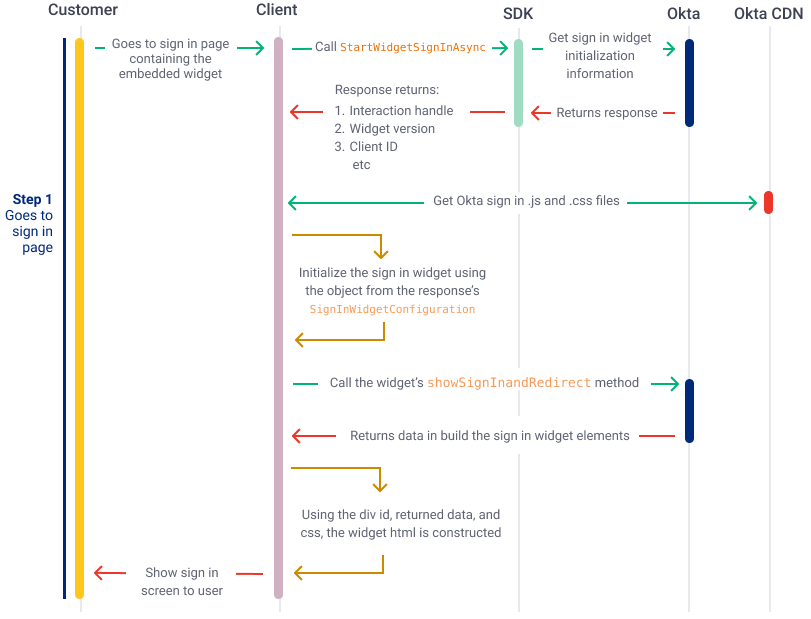 Customer
Client
SDK
Okta
Okta CDN
Goes to sign in page
containing the
embedded widget
Call StartWidgetSignInAsync
Get sign in widget
initialization
information
Response returns:
1. Interaction handle
2. Widget version
3. Client ID
etc
Returns response
Step 1
Goes to
sign in
page
Get Okta sign in .js and .css files
Initialize the sign in widget using
the object from the response's
SignInWidgetConfiguration
Call the widget's showSignInandRedirect method
Returns data in build the sign in widget elements
Using the div id, returned data, and
css, the widget html is constructed
Show sign in
screen to user